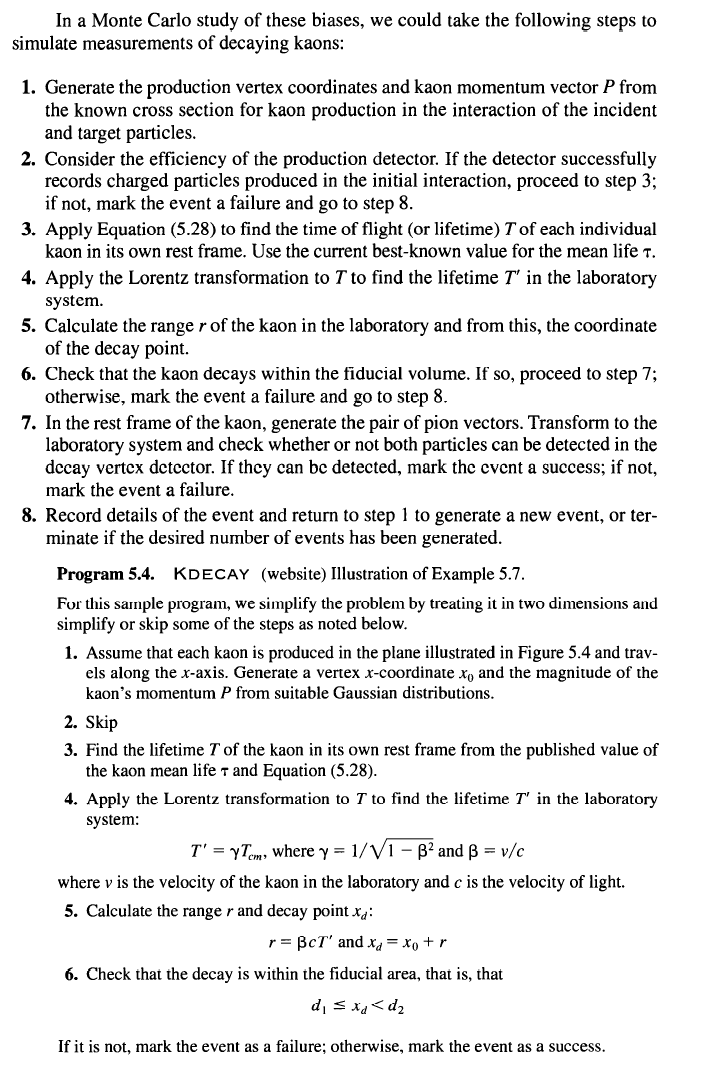 In a Monte Carlo study of these biases, we could take the following steps to
simulate measurements of decaying kaons:
1. Generate the production vertex coordinates and kaon momentum vector P from
the known cross section for kaon production in the interaction of the incident
and target particles.
2. Consider the efficiency of the production detector. If the detector successfully
records charged particles produced in the initial interaction, proceed to step 3;
if not, mark the event a failure and go to step 8.
3. Apply Equation (5.28) to find the time of flight (or lifetime) T of each individual
kaon in its own rest frame. Use the current best-known value for the mean life τ.
4. Apply the Lorentz transformation to T to find the lifetime T′ in the laboratory
system.
5. Calculate the range r of the kaon in the laboratory and from this, the coordinate
of the decay point.
6. Check that the kaon decays within the fiducial volume. If so, proceed to step 7;
otherwise, mark the event a failure and go to step 8.
7. In the rest frame of the kaon, generate the pair of pion vectors. Transform to the
laboratory system and check whether or not both particles can be detected in the
decay vertex detector. If they can be detected, mark the event a success; if not,
mark the event a failure.
8. Record details of the event and return to step 1 to generate a new event, or ter-
minate if the desired number of events has been generated.
Program 5.4. KDECAY (website) Illustration of Example 5.7.
For this sample program, we simplify the problem by treating it in two dimensions and
simplify or skip some of the steps as noted below.
1. Assume that each kaon is produced in the plane illustrated in Figure 5.4 and trav-
els along the x-axis. Generate a vertex x-coordinate x₀ and the magnitude of the
kaon's momentum P from suitable Gaussian distributions.
2. Skip
3. Find the lifetime T of the kaon in its own rest frame from the published value of
the kaon mean life τ and Equation (5.28).
4. Apply the Lorentz transformation to T to find the lifetime T′ in the laboratory
system:
T′ = γT_cm, where γ = 1/√(1 − β²) and β = v/c
where v is the velocity of the kaon in the laboratory and c is the velocity of light.
5. Calculate the range r and decay point x_d:
r = βcT′ and x_d = x₀ + r
6. Check that the decay is within the fiducial area, that is, that
d₁ ≤ x_d < d₂
If it is not, mark the event as a failure; otherwise, mark the event as a success.